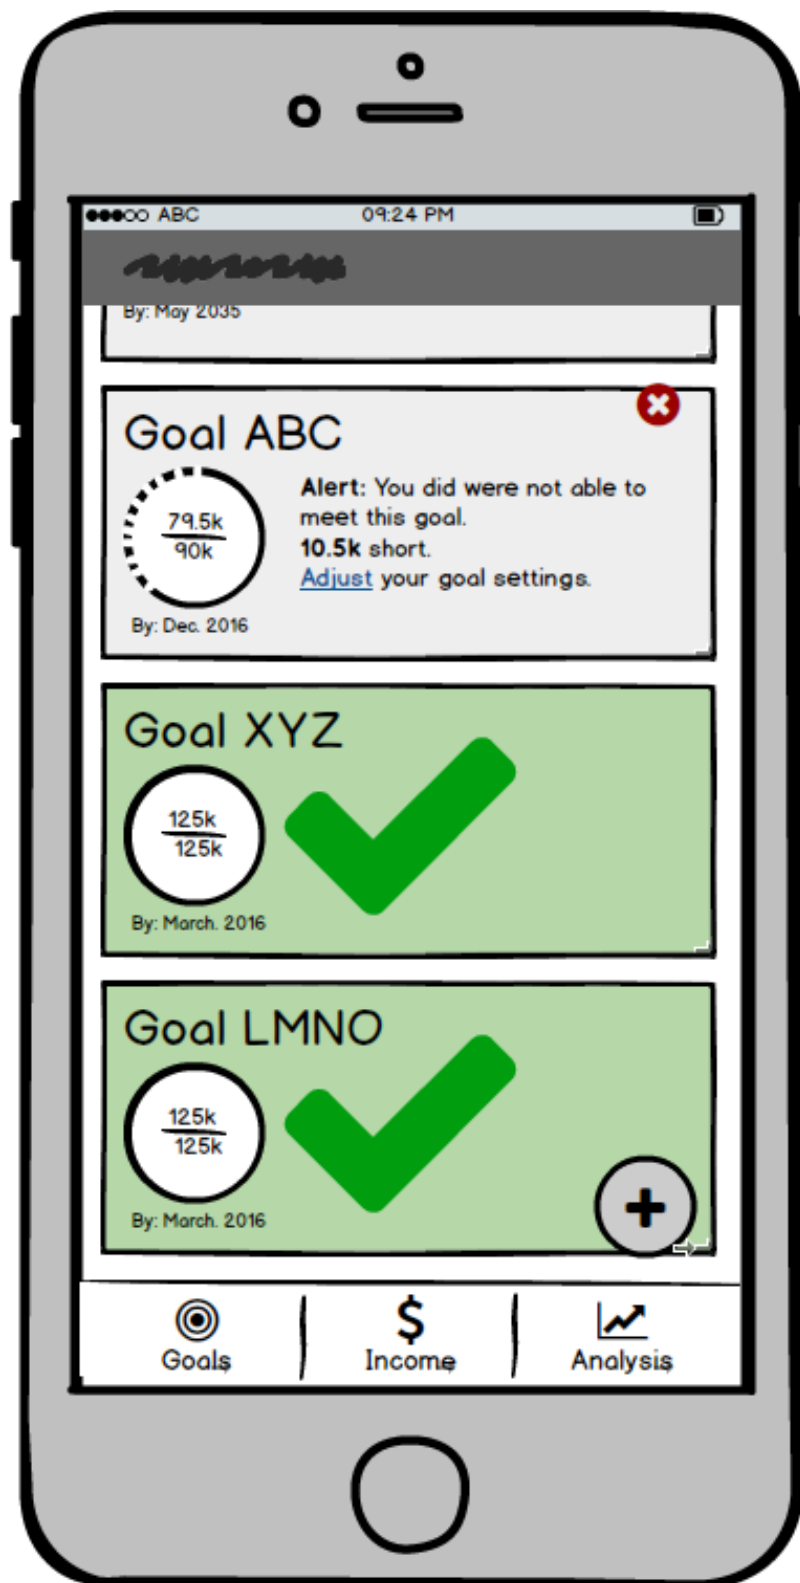 ABC 09:24 PM
By: May 2035
Goal ABC
79.5k
90k
Alert: You did were not able to
meet this goal.
10.5k short.
Adjust your goal settings.
By: Dec. 2016
Goal XYZ
125k
125k
By: March. 2016
Goal LMNO
125k
125k
By: March. 2016
Goals Income Analysis